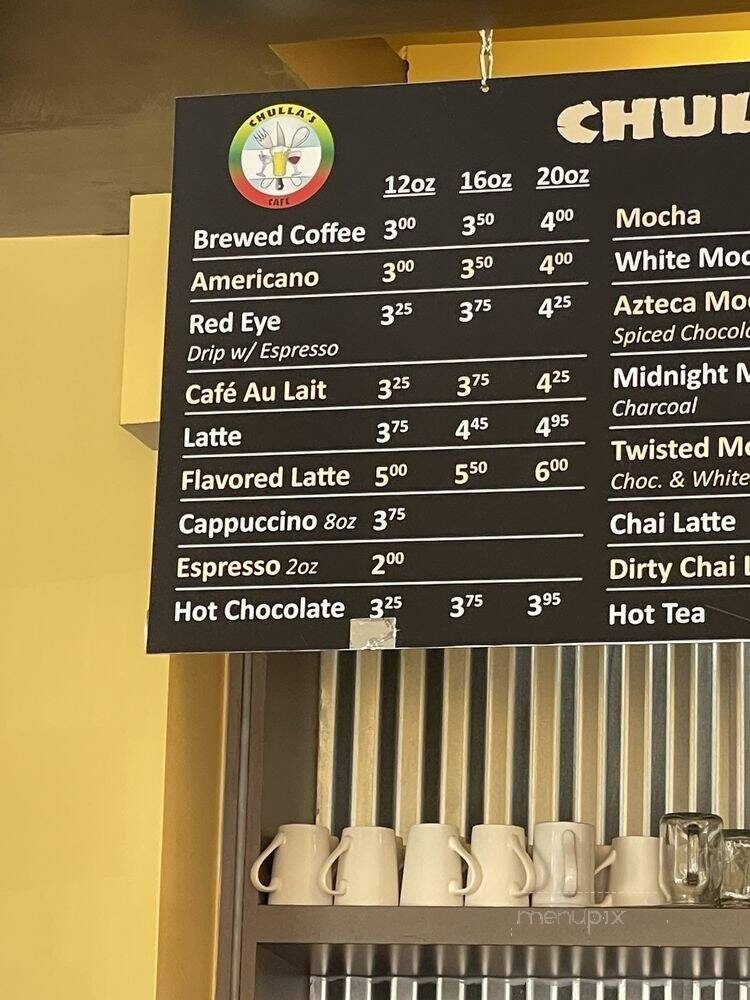 CHULLA'S
CAFE
12oz 16oz 20oz
Brewed Coffee 3⁰⁰ 3⁵⁰ 4⁰⁰
Americano 3⁰⁰ 3⁵⁰ 4⁰⁰
Red Eye 3²⁵ 3⁷⁵ 4²⁵
Drip w/ Espresso
Café Au Lait 3²⁵ 3⁷⁵ 4²⁵
Latte 3⁷⁵ 4⁴⁵ 4⁹⁵
Flavored Latte 5⁰⁰ 5⁵⁰ 6⁰⁰
Cappuccino 8oz 3⁷⁵
Espresso 2oz 2⁰⁰
Hot Chocolate 3²⁵ 3⁷⁵ 3⁹⁵
CHUL
Mocha
White Moc
Azteca Mo
Spiced Chocol
Midnight
Charcoal
Twisted Mo
Choc. & White
Chai Latte
Dirty Chai
Hot Tea
menupix